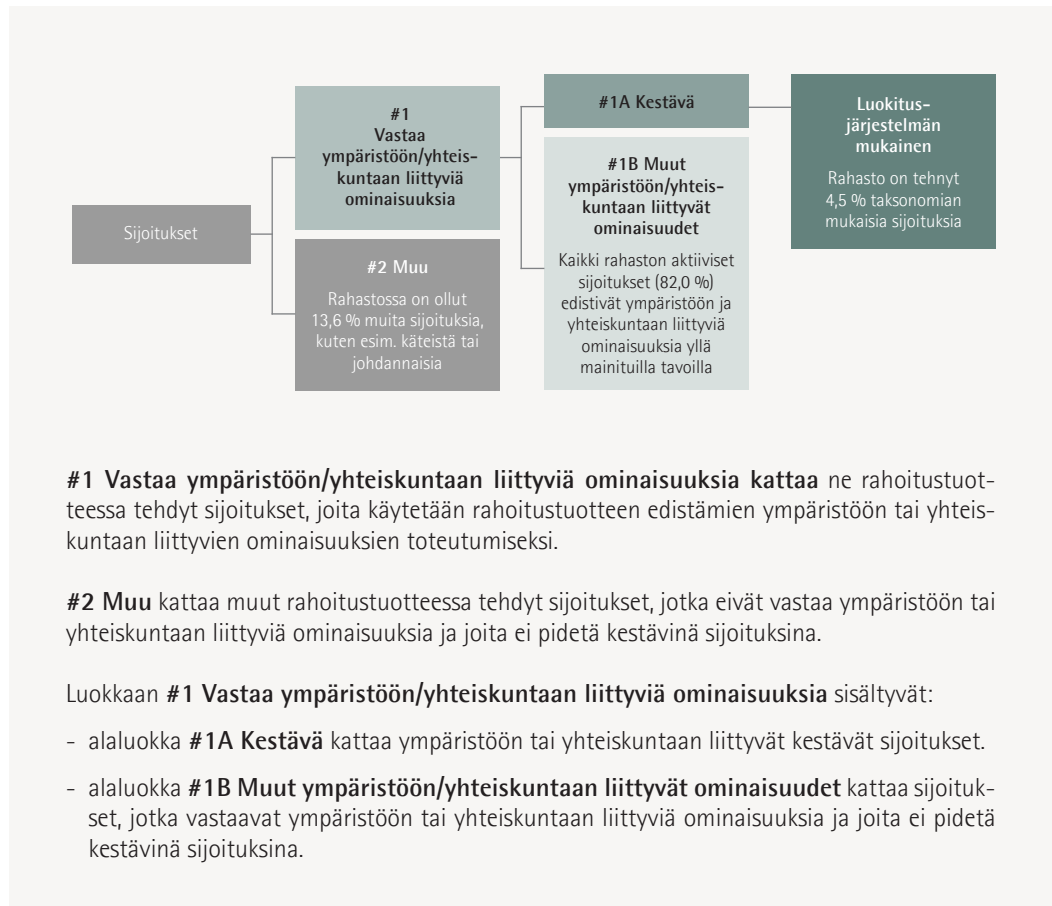 Sijoitukset
#1
Vastaa
ympäristöön/yhteis-
kuntaan liittyviä
ominaisuuksia
#2 Muu
Rahastossa on ollut
13,6 % muita sijoituksia,
kuten esim. käteistä tai
johdannaisia
#1A Kestävä
#1B Muut
ympäristöön/yhteis-
kuntaan liittyvät
ominaisuudet
Kaikki rahaston aktiiviset
sijoitukset (82,0 %)
edistivät ympäristöön ja
yhteiskuntaan liittyviä
ominaisuuksia yllä
mainituilla tavoilla
Luokitus-
järjestelmän
mukainen
Rahasto on tehnyt
4,5 % taksonomian
mukaisia sijoituksia
#1 Vastaa ympäristöön/yhteiskuntaan liittyviä ominaisuuksia kattaa ne rahoitustuot-
teessa tehdyt sijoitukset, joita käytetään rahoitustuotteen edistämien ympäristöön tai yhteis-
kuntaan liittyvien ominaisuuksien toteutumiseksi.
#2 Muu kattaa muut rahoitustuotteessa tehdyt sijoitukset, jotka eivät vastaa ympäristöön tai
yhteiskuntaan liittyviä ominaisuuksia ja joita ei pidetä kestävinä sijoituksina.
Luokkaan #1 Vastaa ympäristöön/yhteiskuntaan liittyviä ominaisuuksia sisältyvät:
- alaluokka #1A Kestävä kattaa ympäristöön tai yhteiskuntaan liittyvät kestävät sijoitukset.
- alaluokka #1B Muut ympäristöön/yhteiskuntaan liittyvät ominaisuudet kattaa sijoituk-
set, jotka vastaavat ympäristöön tai yhteiskuntaan liittyviä ominaisuuksia ja joita ei pidetä
kestävinä sijoituksina.